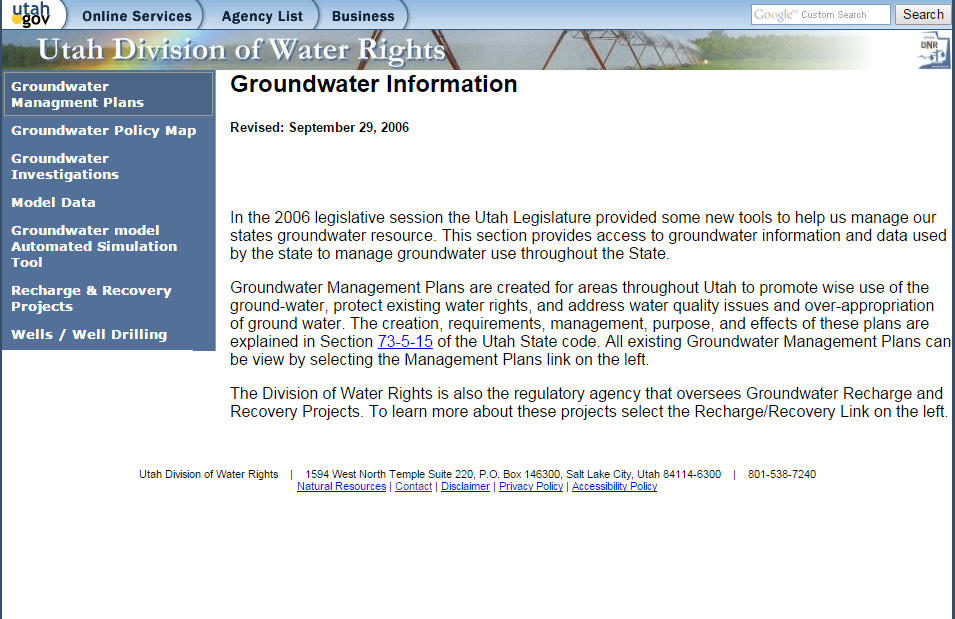 utah
gov
Online Services
Agency List
Business
Google™ Custom Search
Search
Utah Division of Water Rights
DNR
Groundwater
Managment Plans
Groundwater Policy Map
Groundwater
Investigations
Model Data
Groundwater model
Automated Simulation
Tool
Recharge & Recovery
Projects
Wells / Well Drilling
Groundwater Information
Revised: September 29, 2006
In the 2006 legislative session the Utah Legislature provided some new tools to help us manage our
states groundwater resource. This section provides access to groundwater information and data used
by the state to manage groundwater use throughout the State.
Groundwater Management Plans are created for areas throughout Utah to promote wise use of the
ground-water, protect existing water rights, and address water quality issues and over-appropriation
of ground water. The creation, requirements, management, purpose, and effects of these plans are
explained in Section 73-5-15 of the Utah State code. All existing Groundwater Management Plans can
be view by selecting the Management Plans link on the left.
The Division of Water Rights is also the regulatory agency that oversees Groundwater Recharge and
Recovery Projects. To learn more about these projects select the Recharge/Recovery Link on the left.
Utah Division of Water Rights | 1594 West North Temple Suite 220, P.O. Box 146300, Salt Lake City, Utah 84114-6300 | 801-538-7240
Natural Resources | Contact | Disclaimer | Privacy Policy | Accessibility Policy